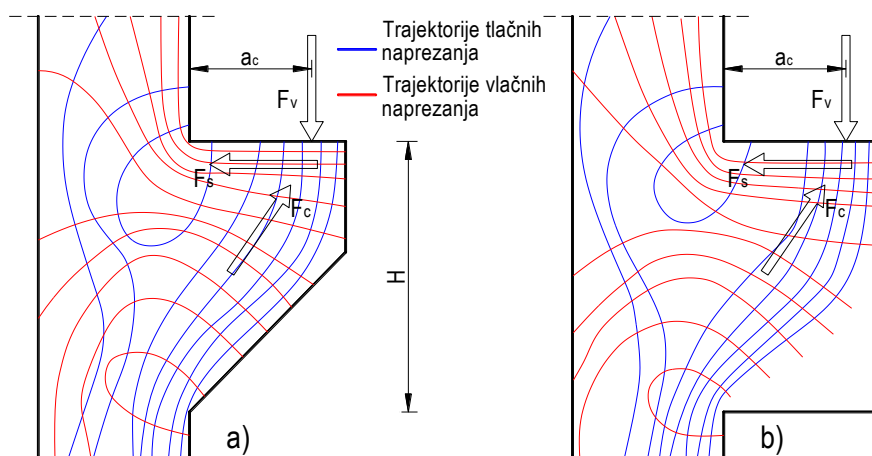 Trajektorije tlačnih
naprezanja
Trajektorije vlačnih
naprezanja
ac
Fv
Fs
Fc
H
a)
ac
Fv
Fs
Fc
b)